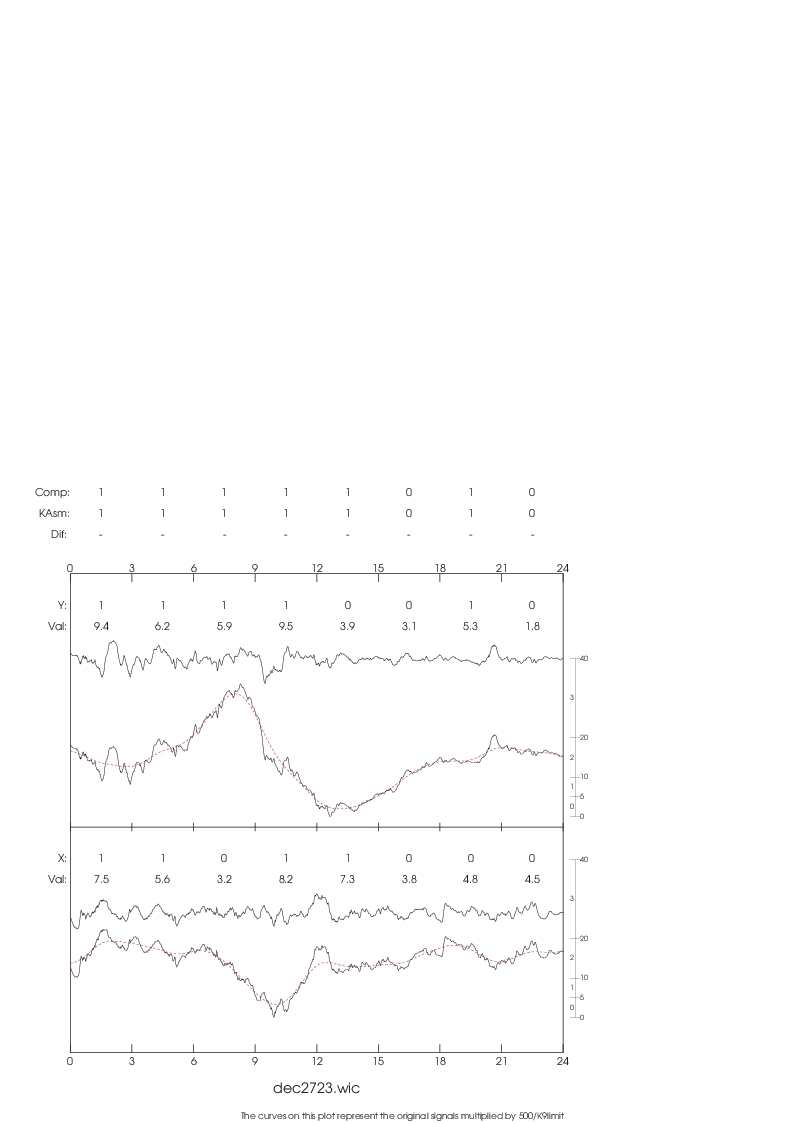 Comp: 1 1 1 1 1 0 1 0
KAsm: 1 1 1 1 1 0 1 0
Dif: - - - - - - - -
0 3 6 9 12 15 18 21 24
Y: 1 1 1 1 0 0 1 0
Val: 9.4 6.2 5.9 9.5 3.9 3.1 5.3 1.8
40
3
20
2
10
1
5
0
0
X: 1 1 0 1 1 0 0 0
40
Val: 7.5 5.6 3.2 8.2 7.3 3.8 4.8 4.5
3
20
2
10
1
5
0
0
0 3 6 9 12 15 18 21 24
dec2723.wic
The curves on this plot represent the original signals multiplied by 500/K9limit